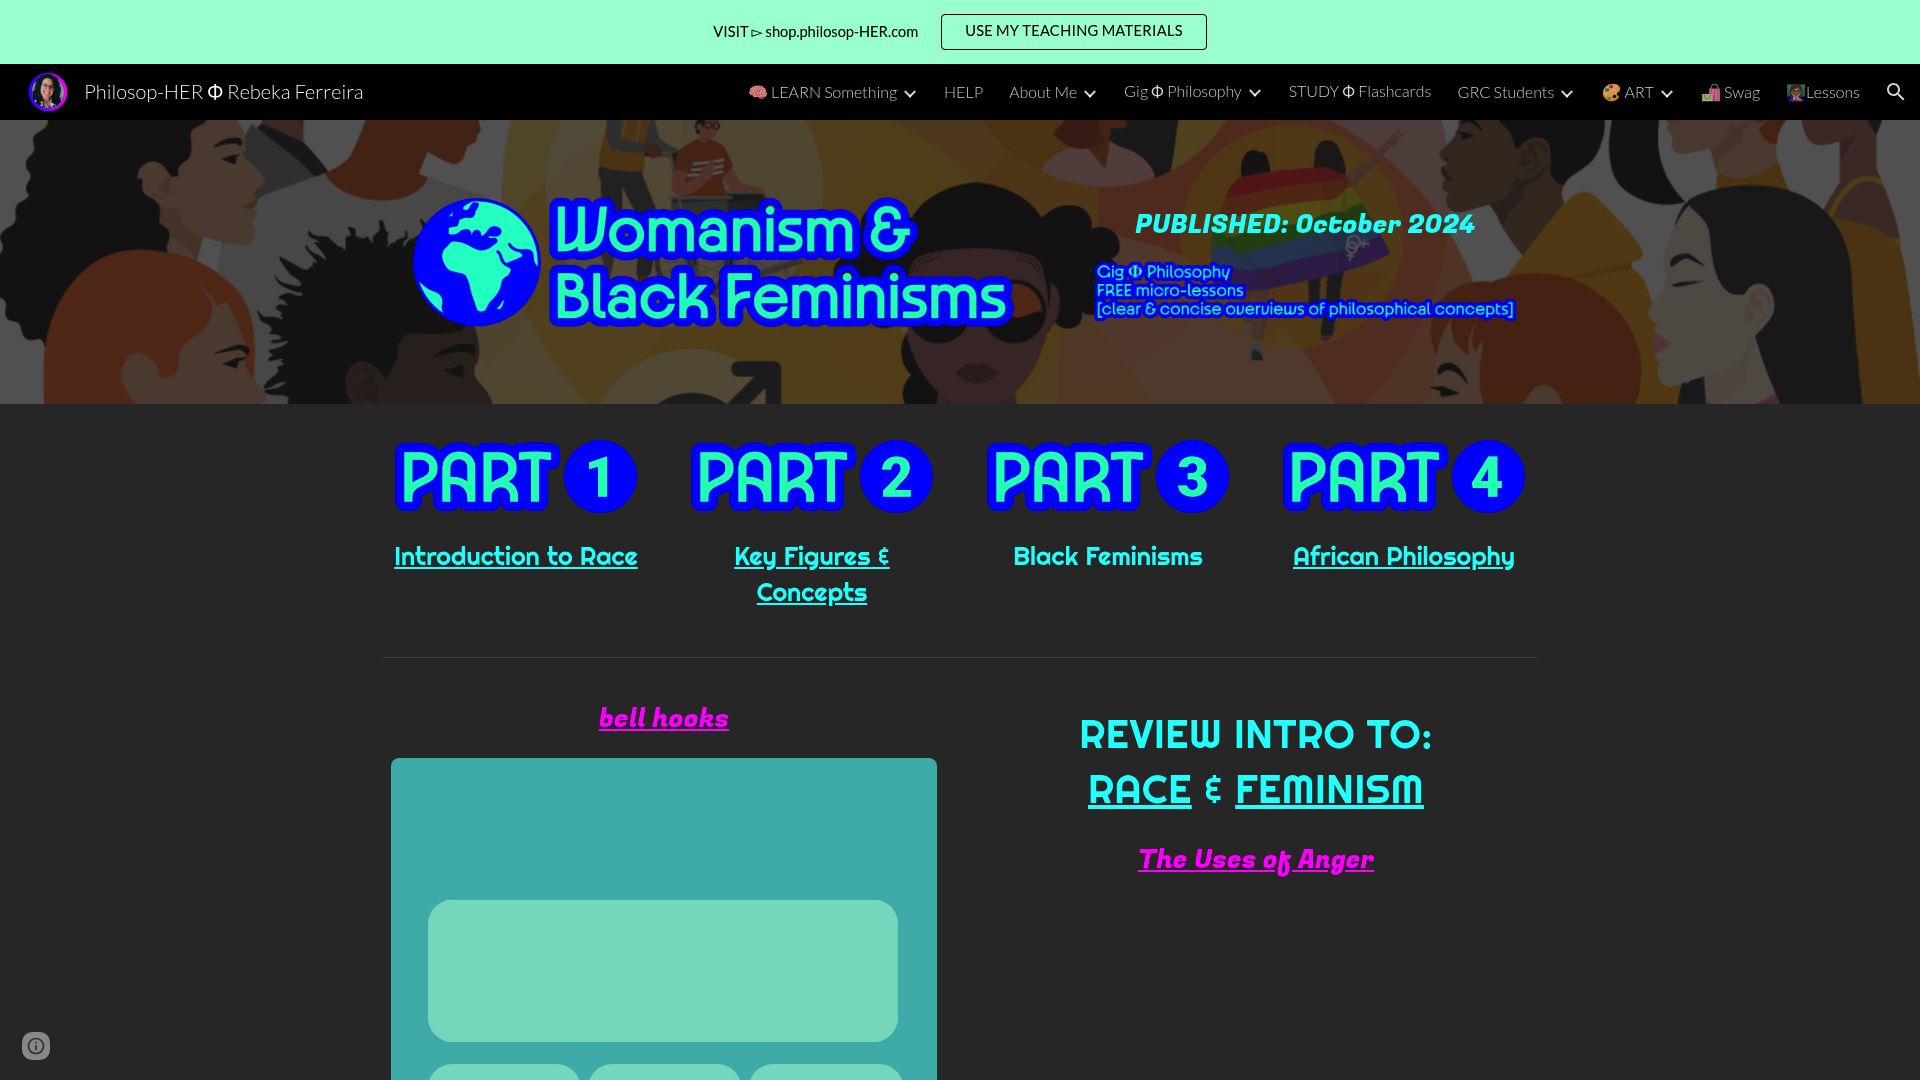 VISIT ▻ shop.philosop-HER.com
USE MY TEACHING MATERIALS
Philosop-HER Φ Rebeka Ferreira
🧠 LEARN Something
HELP
About Me
Gig Φ Philosophy
STUDY Φ Flashcards
GRC Students
🎨 ART
🛍️ Swag
👩🏽‍🏫Lessons
Womanism &
Black Feminisms
PUBLISHED: October 2024
Gig Φ Philosophy
FREE micro-lessons
[clear & concise overviews of philosophical concepts]
PART 1
PART 2
PART 3
PART 4
Introduction to Race
Key Figures &
Concepts
Black Feminisms
African Philosophy
bell hooks
REVIEW INTRO TO:
RACE & FEMINISM
The Uses of Anger